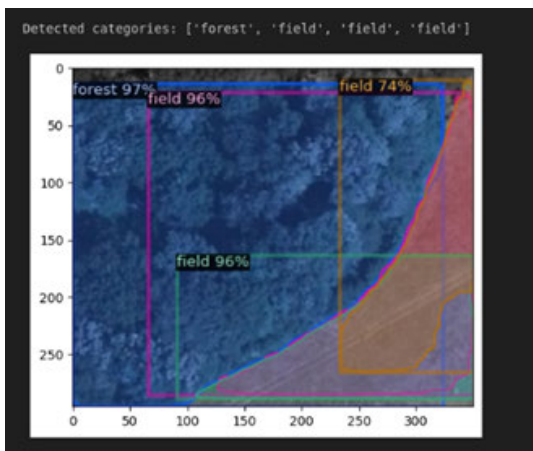 Detected categories: ['forest', 'field', 'field', 'field']
0
forest 97%
field 96%
field 74%
50
100
150
field 96%
200
250
0 50 100 150 200 250 300